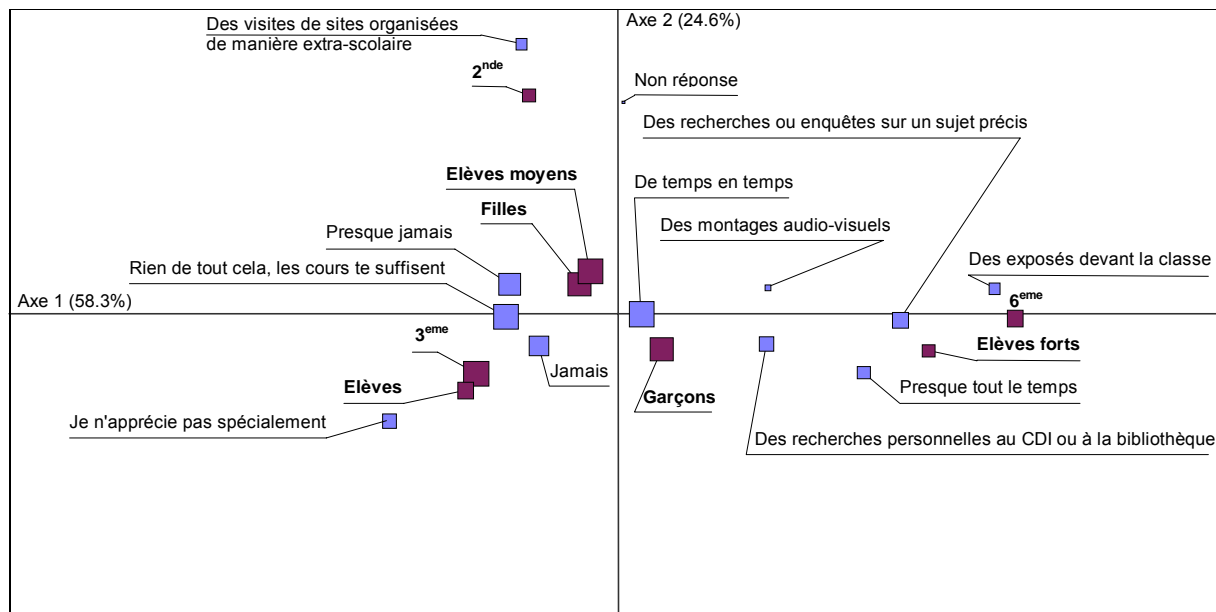 Des visites de sites organisées
de manière extra-scolaire
Axe 2 (24.6%)
2nde
Non réponse
Des recherches ou enquêtes sur un sujet précis
Elèves moyens
De temps en temps
Filles
Des montages audio-visuels
Presque jamais
Des exposés devant la classe
Rien de tout cela, les cours te suffisent
Axe 1 (58.3%)
6eme
3eme
Elèves forts
Jamais
Elèves
Presque tout le temps
Garçons
Je n'apprécie pas spécialement
Des recherches personnelles au CDI ou à la bibliothèque